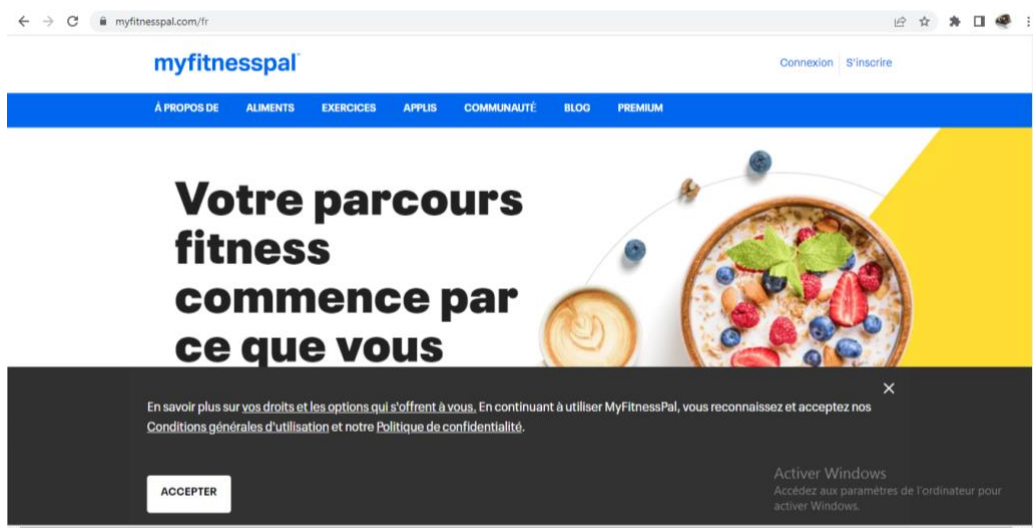 myfitnesspal.com/fr
myfitnesspal
Connexion S'inscrire
À PROPOS DE ALIMENTS EXERCICES APPLIS COMMUNAUTÉ BLOG PREMIUM
Votre parcours
fitness
commence par
ce que vous
En savoir plus sur vos droits et les options qui s'offrent à vous. En continuant à utiliser MyFitnessPal, vous reconnaissez et acceptez nos
Conditions générales d'utilisation et notre Politique de confidentialité.
ACCEPTER
Activer Windows
Accédez aux paramètres de l'ordinateur pour
activer Windows.